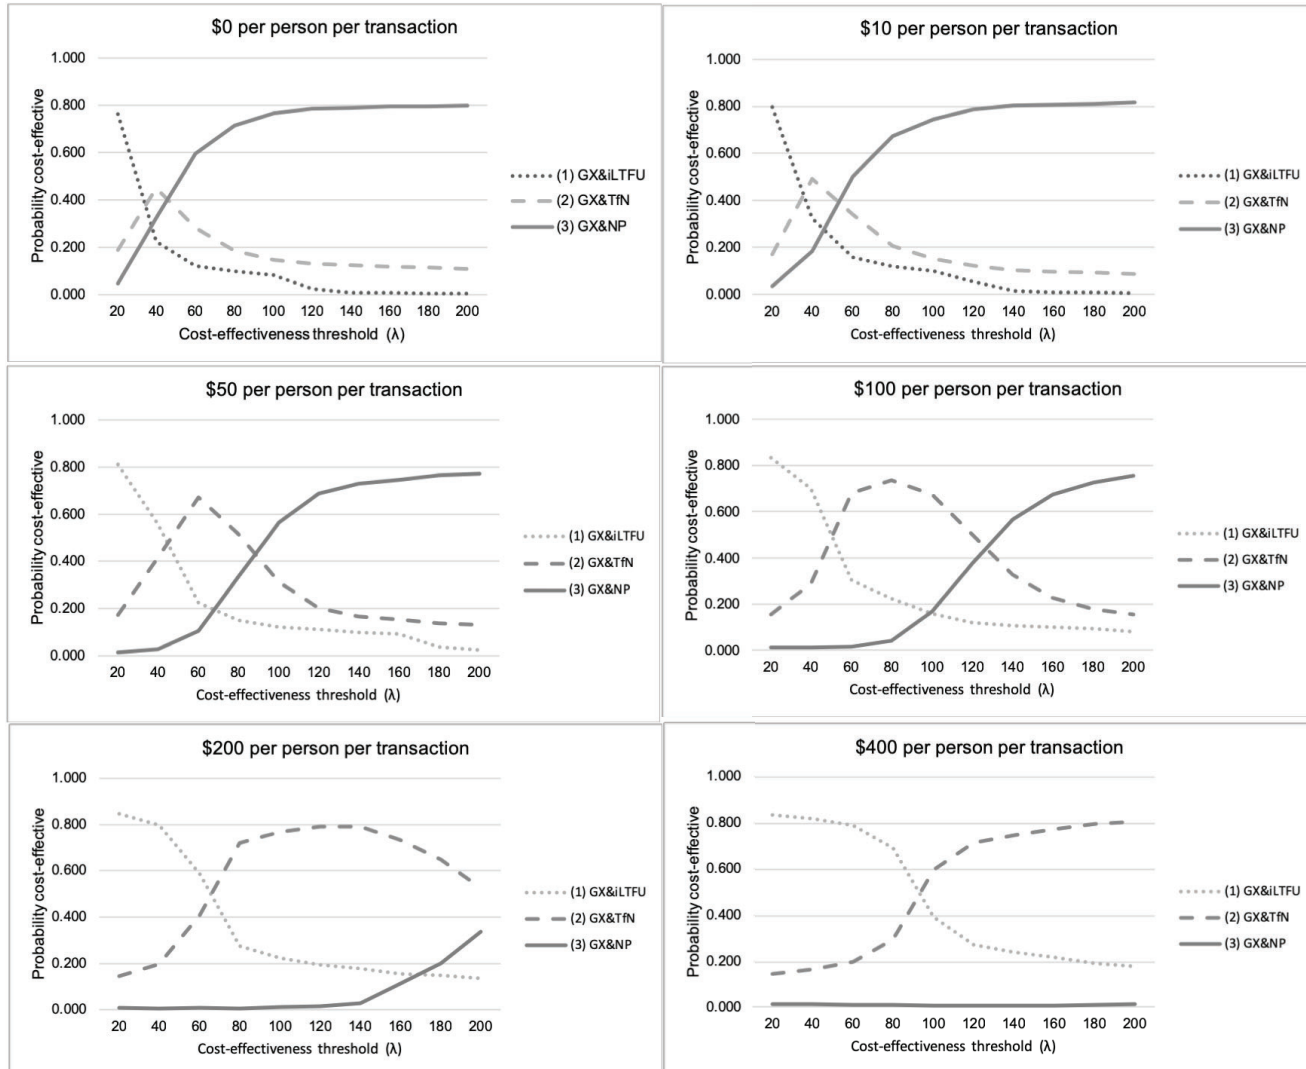 $0 per person per transaction
Probability cost-effective
1.000
0.800
0.600
0.400
0.200
0.000
20 40 60 80 100 120 140 160 180 200
Cost-effectiveness threshold (λ)
(1) GX&iLTFU
(2) GX&TfN
(3) GX&NP
$10 per person per transaction
Probability cost-effective
1.000
0.800
0.600
0.400
0.200
0.000
20 40 60 80 100 120 140 160 180 200
Cost-effectiveness threshold (λ)
(1) GX&iLTFU
(2) GX&TfN
(3) GX&NP
$50 per person per transaction
Probability cost-effective
1.000
0.800
0.600
0.400
0.200
0.000
20 40 60 80 100 120 140 160 180 200
Cost-effectiveness threshold (λ)
(1) GX&iLTFU
(2) GX&TfN
(3) GX&NP
$100 per person per transaction
Probability cost-effective
1.000
0.800
0.600
0.400
0.200
0.000
20 40 60 80 100 120 140 160 180 200
Cost-effectiveness threshold (λ)
(1) GX&iLTFU
(2) GX&TfN
(3) GX&NP
$200 per person per transaction
Probability cost-effective
1.000
0.800
0.600
0.400
0.200
0.000
20 40 60 80 100 120 140 160 180 200
Cost-effectiveness threshold (λ)
(1) GX&iLTFU
(2) GX&TfN
(3) GX&NP
$400 per person per transaction
Probability cost-effective
1.000
0.800
0.600
0.400
0.200
0.000
20 40 60 80 100 120 140 160 180 200
Cost-effectiveness threshold (λ)
(1) GX&iLTFU
(2) GX&TfN
(3) GX&NP